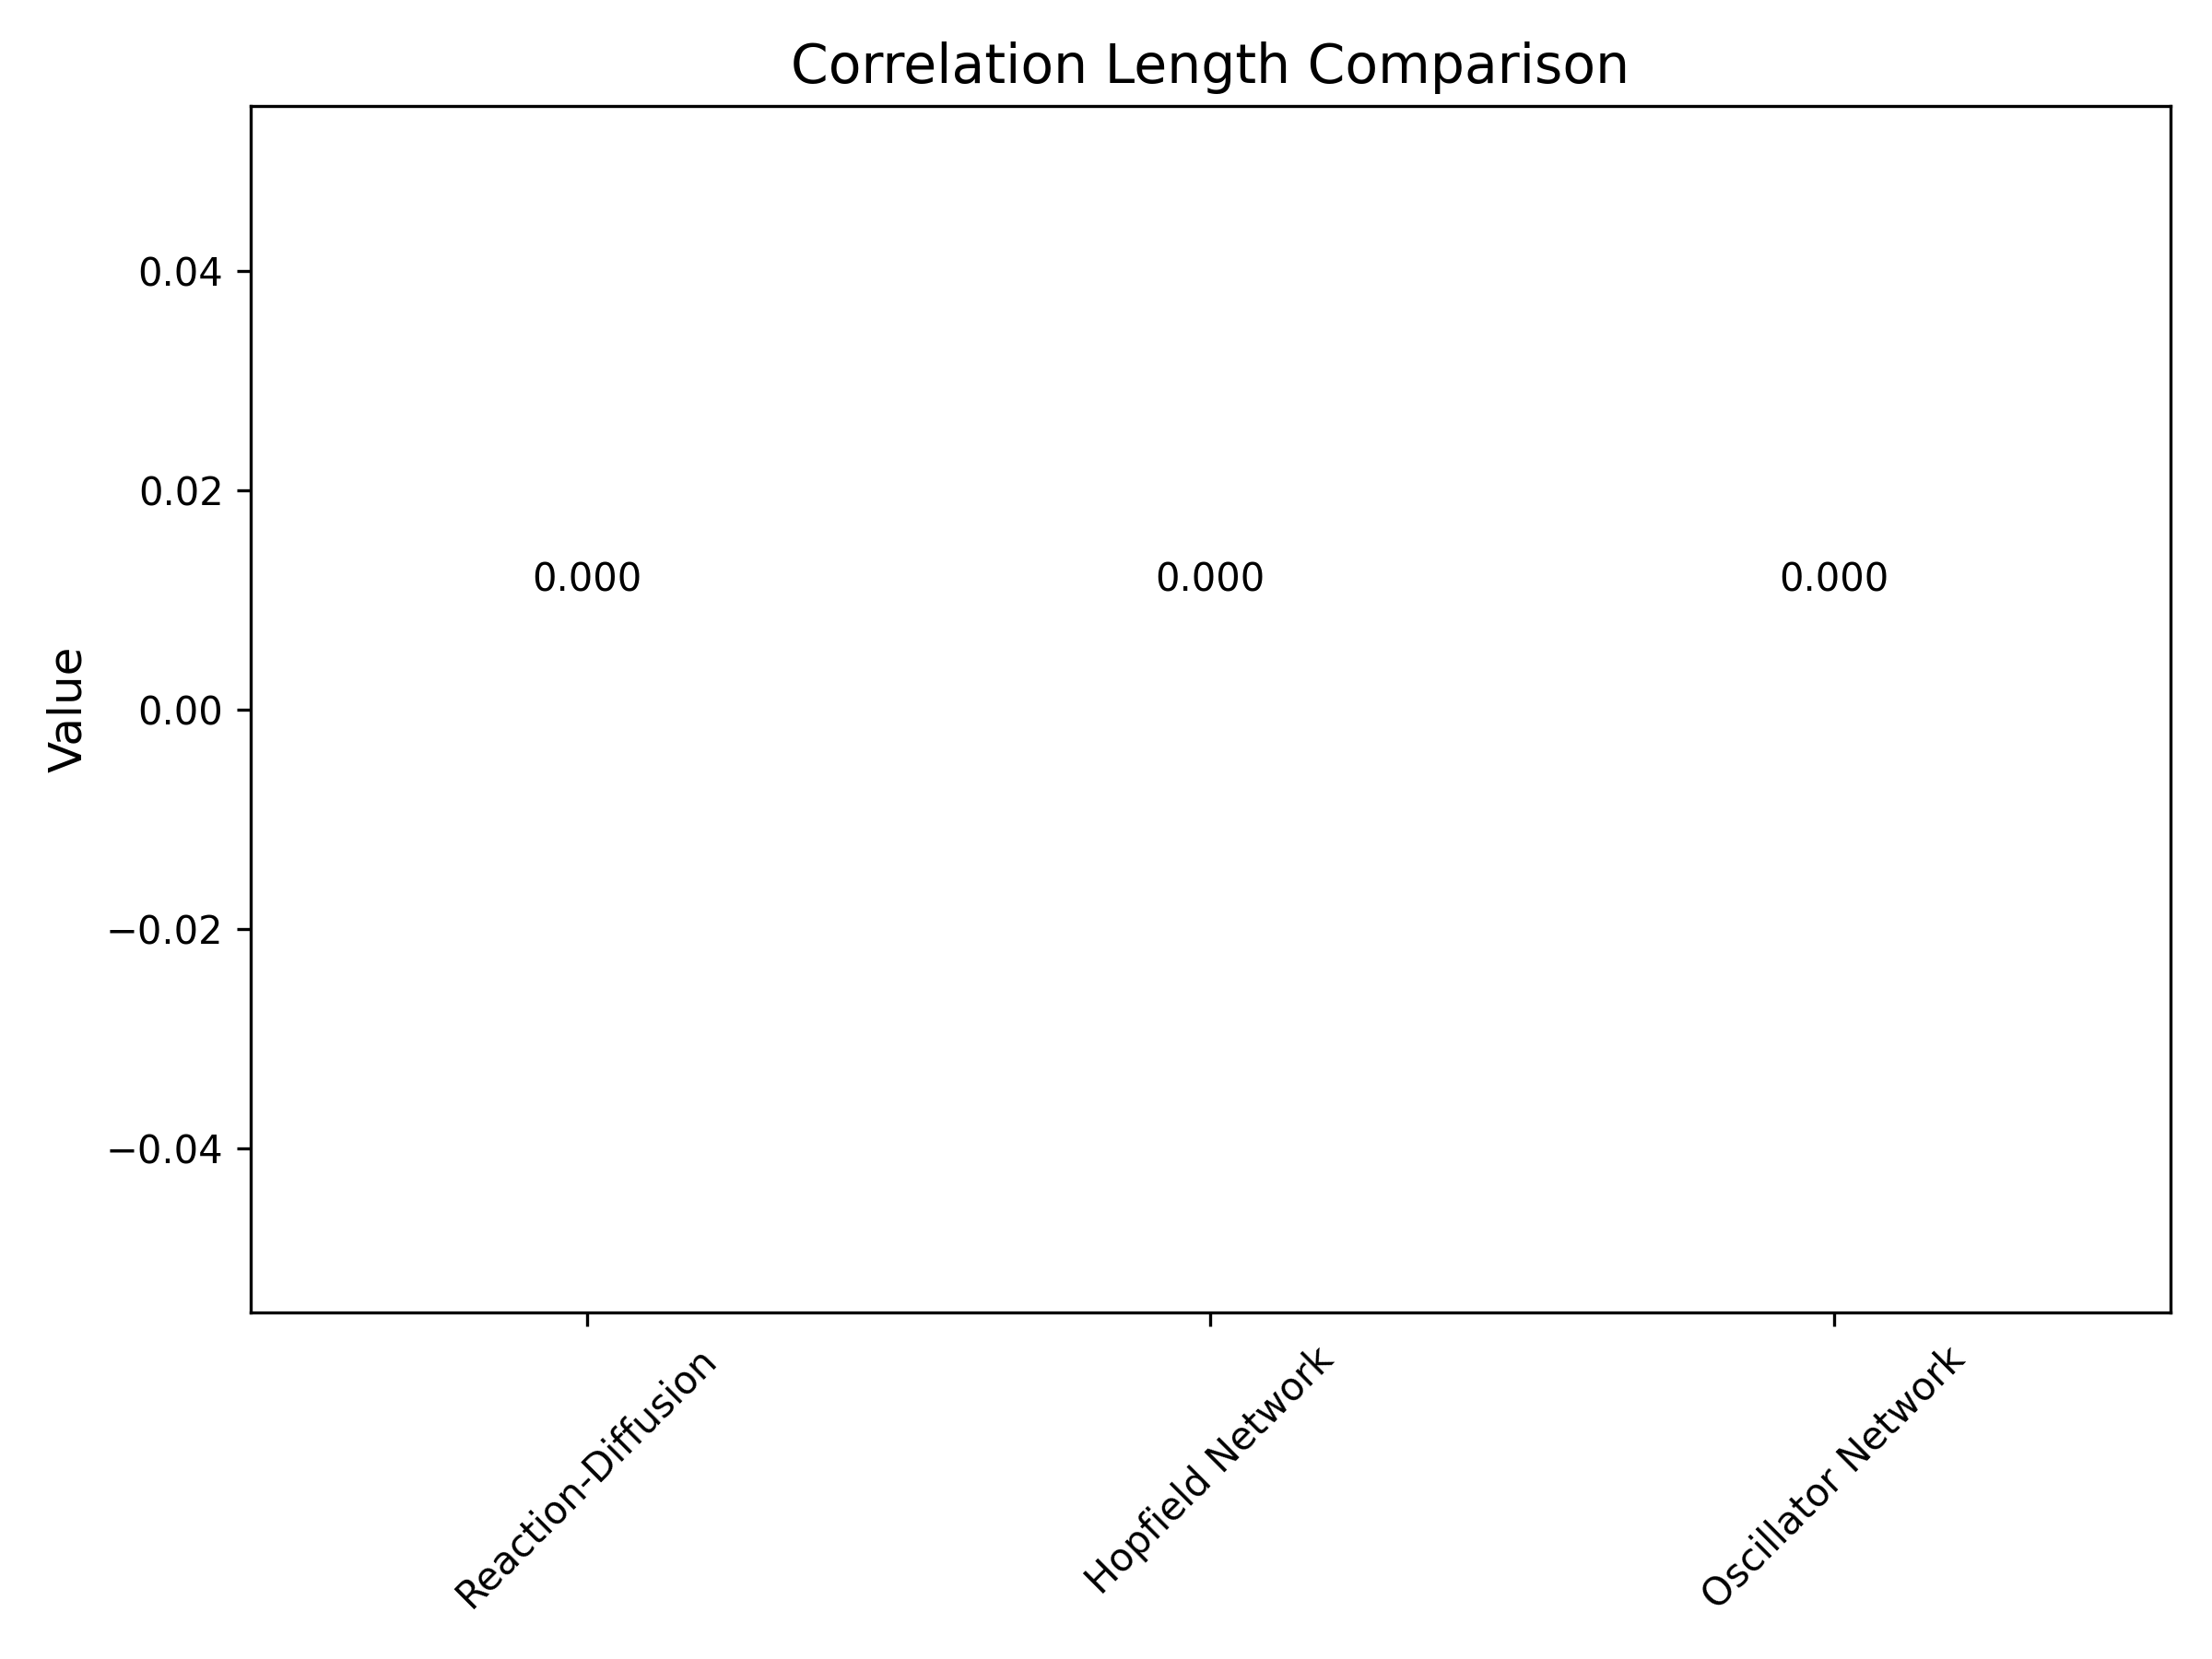 Correlation Length Comparison
0.04
0.02
0.000 0.000 0.000
Value
0.00
−0.02
−0.04
Reaction-Diffusion
Hopfield Network
Oscillator Network